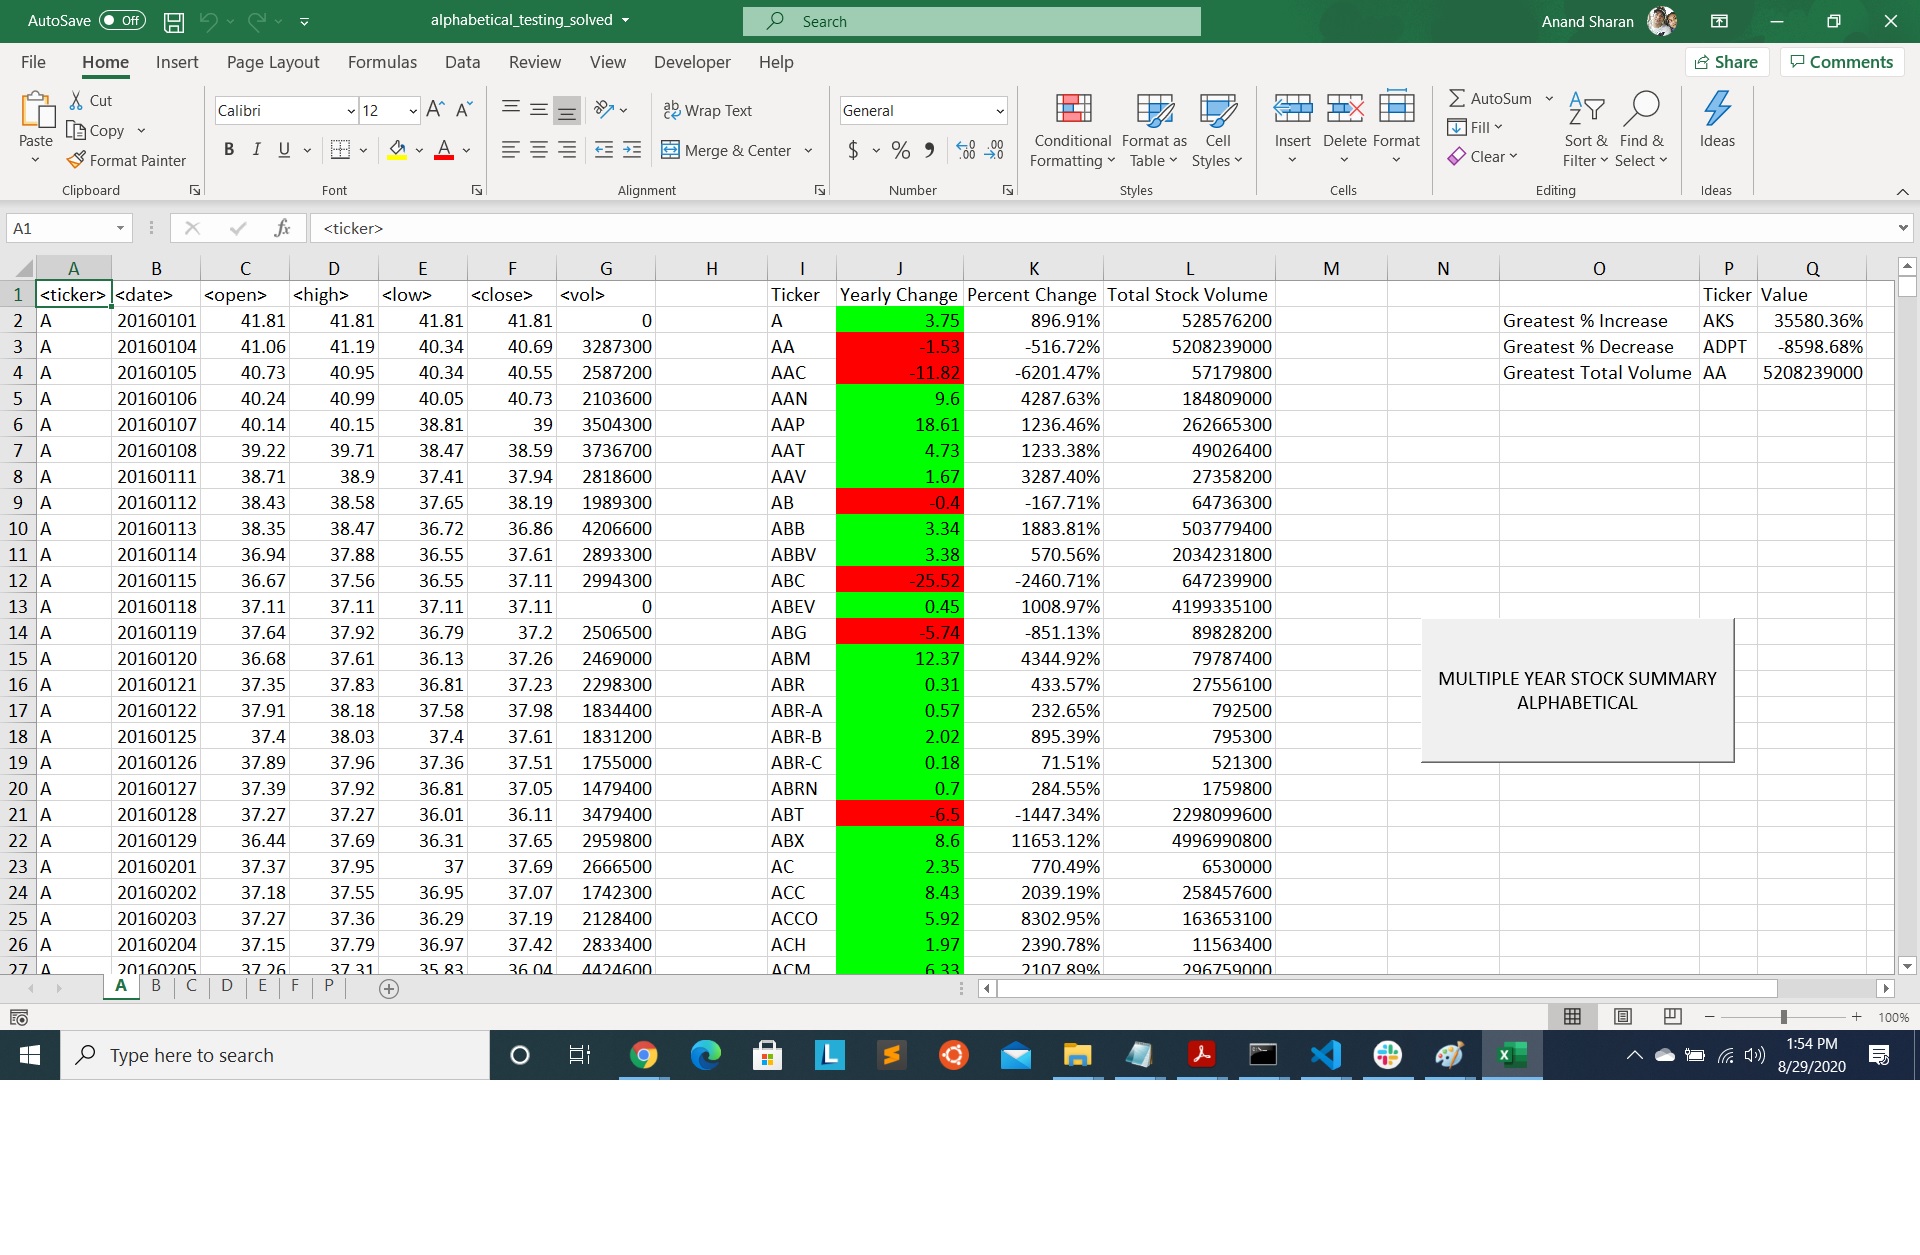 AutoSave Off alphabetical_testing_solved Search Anand Sharan
File Home Insert Page Layout Formulas Data Review View Developer Help Share Comments
Paste Cut Copy Format Painter Clipboard
Calibri 12 A A B I U A Font
ab Wrap Text Merge & Center Alignment
General $ % 9 .00 .00 Number
Conditional Formatting Format as Table Cell Styles Styles
Insert Delete Format Cells
AutoSum Fill Clear Sort & Filter Find & Select Editing
Ideas Ideas
A1 fx <ticker>
A B C D E F G H I J K L M N O P Q
1 <ticker> <date> <open> <high> <low> <close> <vol> Ticker Yearly Change Percent Change Total Stock Volume Ticker Value
2 A 20160101 41.81 41.81 41.81 41.81 0 A 3.75 896.91% 528576200 Greatest % Increase AKS 35580.36%
3 A 20160104 41.06 41.19 40.34 40.69 3287300 AA -1.53 -516.72% 5208239000 Greatest % Decrease ADPT -8598.68%
4 A 20160105 40.73 40.95 40.34 40.55 2587200 AAC -11.82 -6201.47% 57179800 Greatest Total Volume AA 5208239000
5 A 20160106 40.24 40.99 40.05 40.73 2103600 AAN 9.6 4287.63% 184809000
6 A 20160107 40.14 40.15 38.81 39 3504300 AAP 18.61 1236.46% 262665300
7 A 20160108 39.22 39.71 38.47 38.59 3736700 AAT 4.73 1233.38% 49026400
8 A 20160111 38.71 38.9 37.41 37.94 2818600 AAV 1.67 3287.40% 27358200
9 A 20160112 38.43 38.58 37.65 38.19 1989300 AB -0.4 -167.71% 64736300
10 A 20160113 38.35 38.47 36.72 36.86 4206600 ABB 3.34 1883.81% 503779400
11 A 20160114 36.94 37.88 36.55 37.61 2893300 ABBV 3.38 570.56% 2034231800
12 A 20160115 36.67 37.56 36.55 37.11 2994300 ABC -25.52 -2460.71% 647239900
13 A 20160118 37.11 37.11 37.11 37.11 0 ABEV 0.45 1008.97% 4199335100
14 A 20160119 37.64 37.92 36.79 37.2 2506500 ABG -5.74 -851.13% 89828200
15 A 20160120 36.68 37.61 36.13 37.26 2469000 ABM 12.37 4344.92% 79787400
16 A 20160121 37.35 37.83 36.81 37.23 2298300 ABR 0.31 433.57% 27556100
17 A 20160122 37.91 38.18 37.58 37.98 1834400 ABR-A 0.57 232.65% 792500
18 A 20160125 37.4 38.03 37.4 37.61 1831200 ABR-B 2.02 895.39% 795300
19 A 20160126 37.89 37.96 37.36 37.51 1755000 ABR-C 0.18 71.51% 521300
20 A 20160127 37.39 37.92 36.81 37.05 1479400 ABRN 0.7 284.55% 1759800
21 A 20160128 37.27 37.27 36.01 36.11 3479400 ABT -6.5 -1447.34% 2298099600
22 A 20160129 36.44 37.69 36.31 37.65 2959800 ABX 8.6 11653.12% 4996990800
23 A 20160201 37.37 37.95 37 37.69 2666500 AC 2.35 770.49% 6530000
24 A 20160202 37.18 37.55 36.95 37.07 1742300 ACC 8.43 2039.19% 258457600
25 A 20160203 37.27 37.36 36.29 37.19 2128400 ACCO 5.92 8302.95% 163653100
26 A 20160204 37.15 37.79 36.97 37.42 2833400 ACH 1.97 2390.78% 11563400
27 A 20160205 37.26 37.31 35.83 36.04 4424600 ACM 6.33 2107.89% 296759000
MULTIPLE YEAR STOCK SUMMARY
ALPHABETICAL
A B C D E F P
100%
Type here to search
1:54 PM
8/29/2020